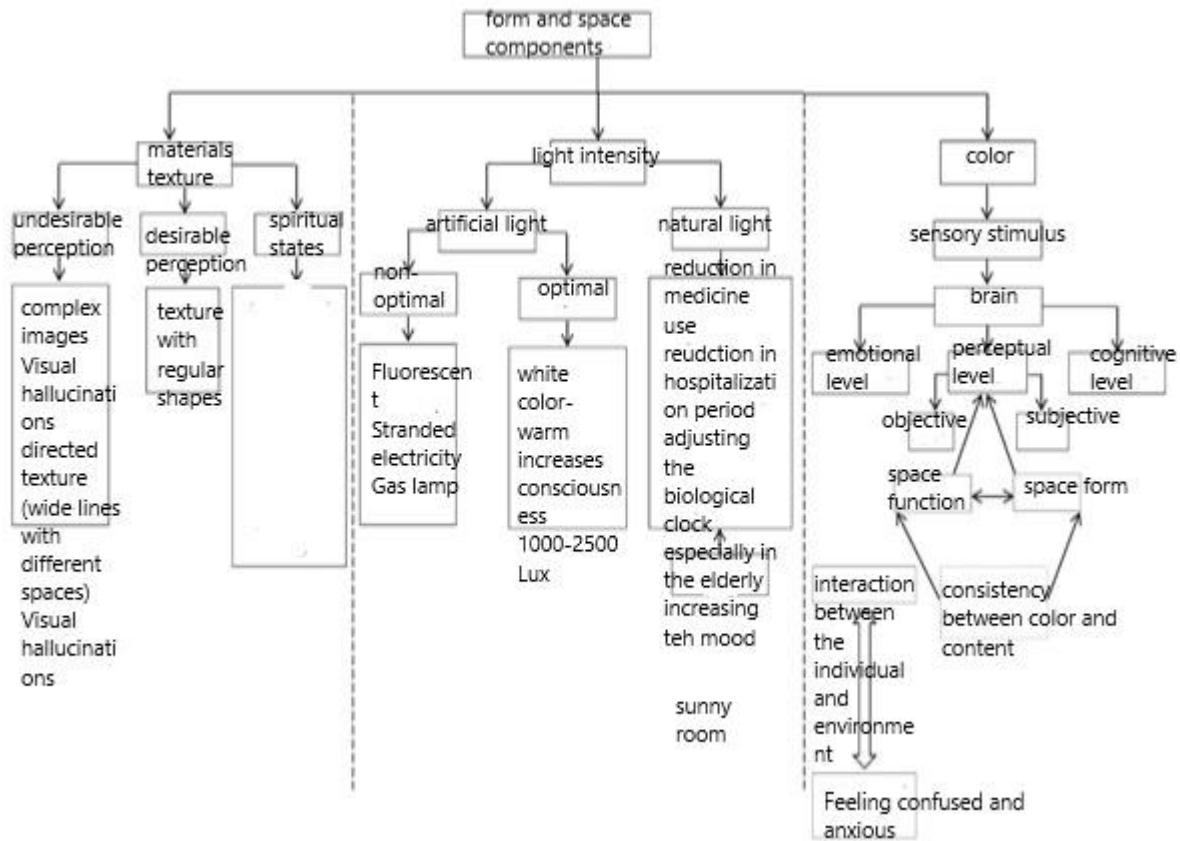 form and space
components
materials
texture
light intensity
color
undesirable
perception
desirable
perception
spiritual
states
artificial light
natural light
sensory stimulus
non-
optimal
optimal
brain
complex
images
Visual
hallucinati
ons
directed
texture
(wide lines
with
different
spaces)
Visual
hallucinati
ons
texture
with
regular
shapes
Fluorescen
t
Stranded
electricity
Gas lamp
white
color-
warm
increases
consciousn
ess
1000-2500
Lux
reduction in
medicine
use
reudction in
hospitalizati
on period
adjusting
the
biological
clock
especially in
the elderly
increasing
teh mood
sunny
room
emotional
level
perceptual
level
cognitive
level
objective
subjective
space
function
space form
interaction
between
the
individual
and
environme
nt
consistency
between color and
content
Feeling confused and
anxious